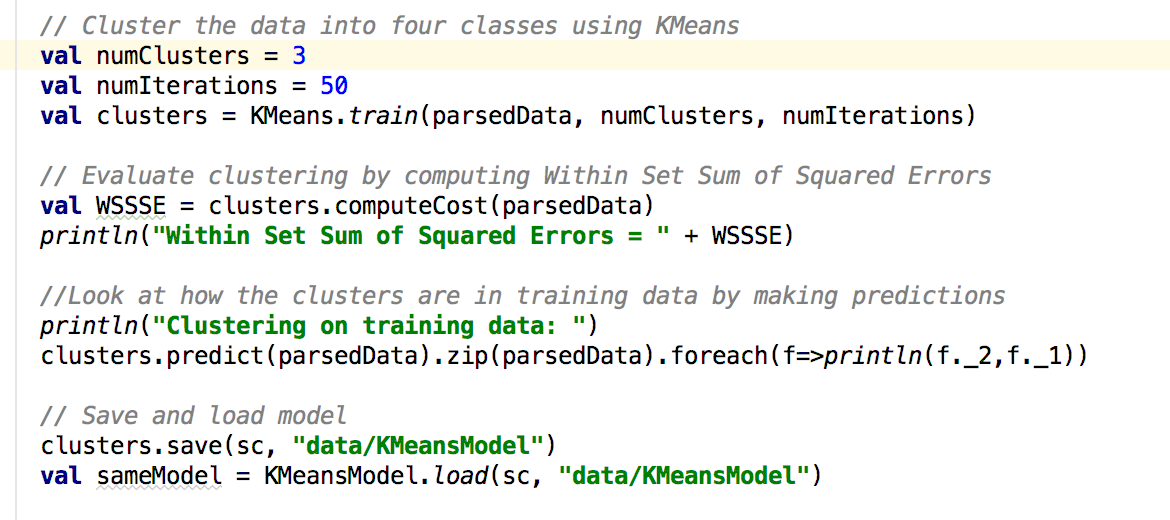 // Cluster the data into four classes using KMeans
val numClusters = 3
val numIterations = 50
val clusters = KMeans.train(parsedData, numClusters, numIterations)
// Evaluate clustering by computing Within Set Sum of Squared Errors
val WSSSE = clusters.computeCost(parsedData)
println("Within Set Sum of Squared Errors = " + WSSSE)
//Look at how the clusters are in training data by making predictions
println("Clustering on training data: ")
clusters.predict(parsedData).zip(parsedData).foreach(f=>println(f._2,f._1))
// Save and load model
clusters.save(sc, "data/KMeansModel")
val sameModel = KMeansModel.load(sc, "data/KMeansModel")